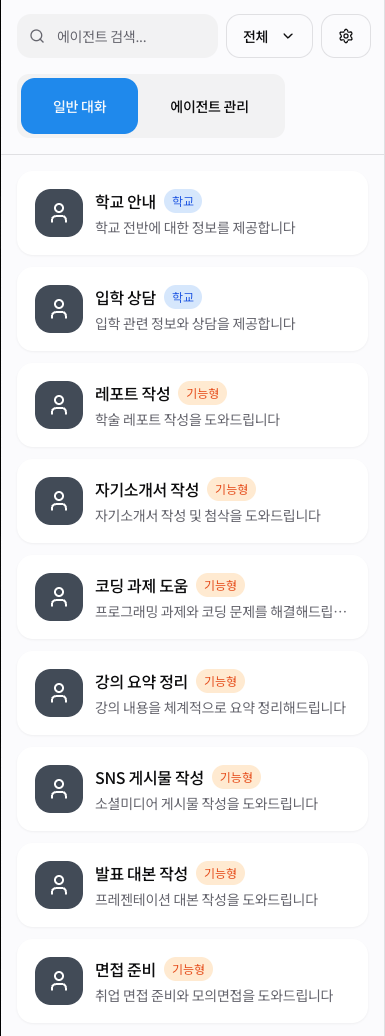 에이전트 검색...
전체
일반 대화
에이전트 관리
학교 안내 학교
학교 전반에 대한 정보를 제공합니다
입학 상담 학교
입학 관련 정보와 상담을 제공합니다
레포트 작성 기능형
학술 레포트 작성을 도와드립니다
자기소개서 작성 기능형
자기소개서 작성 및 첨삭을 도와드립니다
코딩 과제 도움 기능형
프로그래밍 과제와 코딩 문제를 해결해드립…
강의 요약 정리 기능형
강의 내용을 체계적으로 요약 정리해드립니다
SNS 게시물 작성 기능형
소셜미디어 게시물 작성을 도와드립니다
발표 대본 작성 기능형
프레젠테이션 대본 작성을 도와드립니다
면접 준비 기능형
취업 면접 준비와 모의면접을 도와드립니다